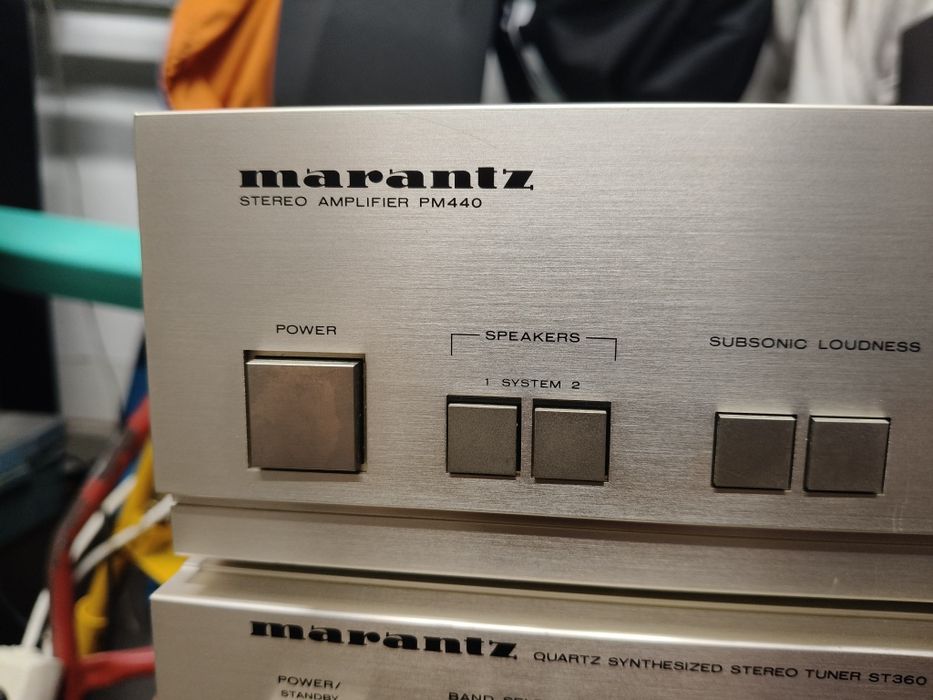 marantz
STEREO AMPLIFIER PM440
POWER
SPEAKERS
1 SYSTEM 2
SUBSONIC LOUDNESS
marantz
QUARTZ SYNTHESIZED STEREO TUNER ST360
POWER/
STANDBY
BAND